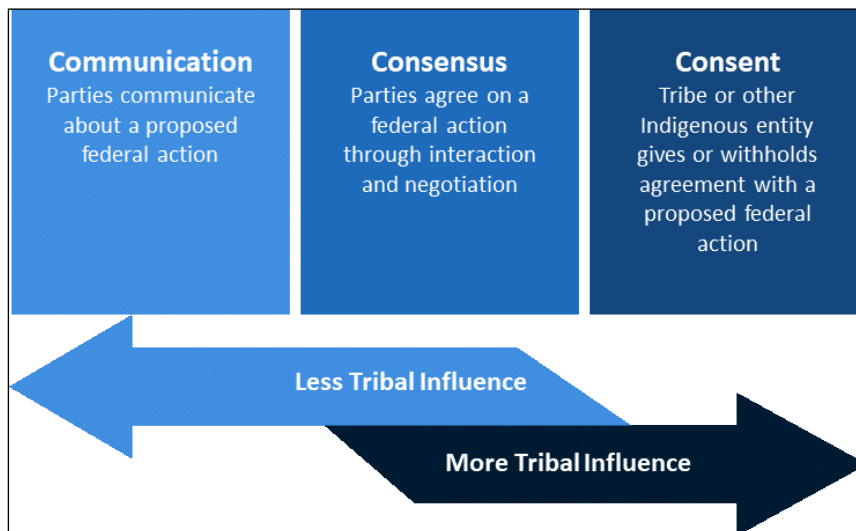 Communication
Parties communicate
about a proposed
federal action
Consensus
Parties agree on a
federal action
through interaction
and negotiation
Consent
Tribe or other
Indigenous entity
gives or withholds
agreement with a
proposed federal
action
Less Tribal Influence
More Tribal Influence